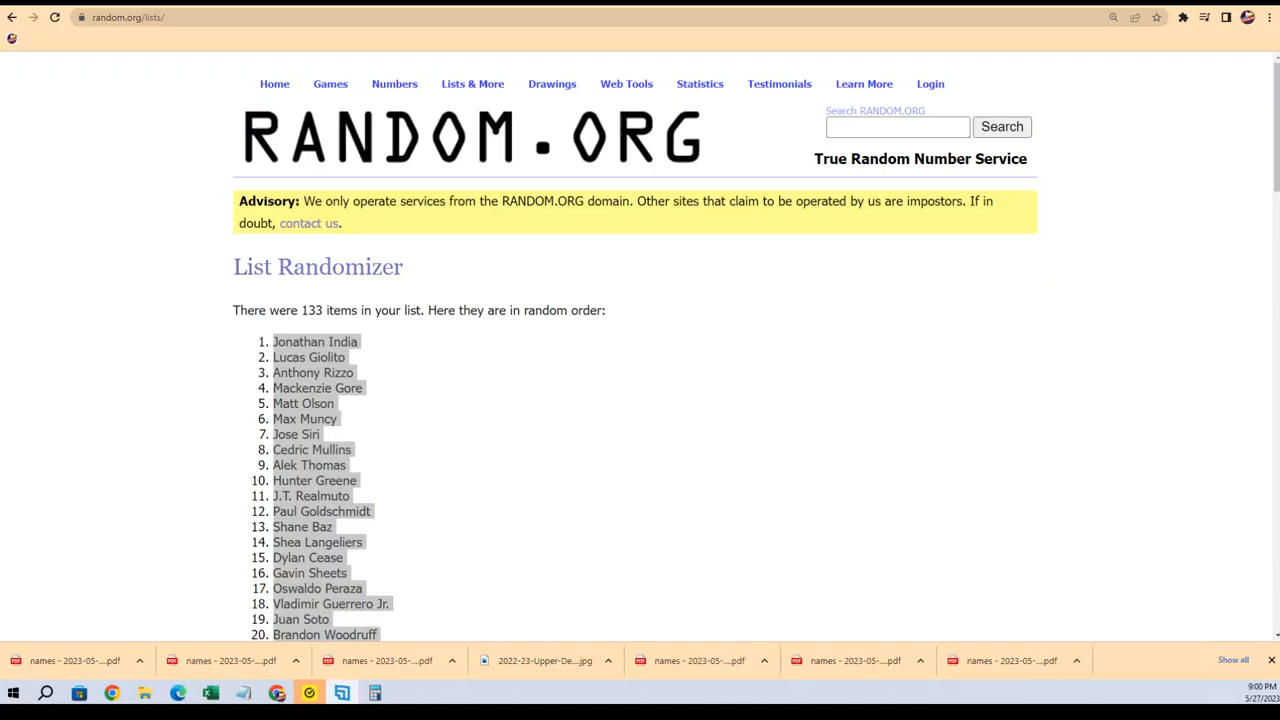 random.org/lists/
Home Games Numbers Lists & More Drawings Web Tools Statistics Testimonials Learn More Login
RANDOM.ORG
Search RANDOM.ORG
Search
True Random Number Service
Advisory: We only operate services from the RANDOM.ORG domain. Other sites that claim to be operated by us are impostors. If in
doubt, contact us.
List Randomizer
There were 133 items in your list. Here they are in random order:
1. Jonathan India
2. Lucas Giolito
3. Anthony Rizzo
4. Mackenzie Gore
5. Matt Olson
6. Max Muncy
7. Jose Siri
8. Cedric Mullins
9. Alek Thomas
10. Hunter Greene
11. J.T. Realmuto
12. Paul Goldschmidt
13. Shane Baz
14. Shea Langeliers
15. Dylan Cease
16. Gavin Sheets
17. Oswaldo Peraza
18. Vladimir Guerrero Jr.
19. Juan Soto
20. Brandon Woodruff
names - 2023-05-....pdf names - 2023-05-....pdf names - 2023-05-....pdf 2022-23-Upper-De....jpg names - 2023-05-....pdf names - 2023-05-....pdf names - 2023-05-....pdf Show all
9:00 PM
5/27/2023